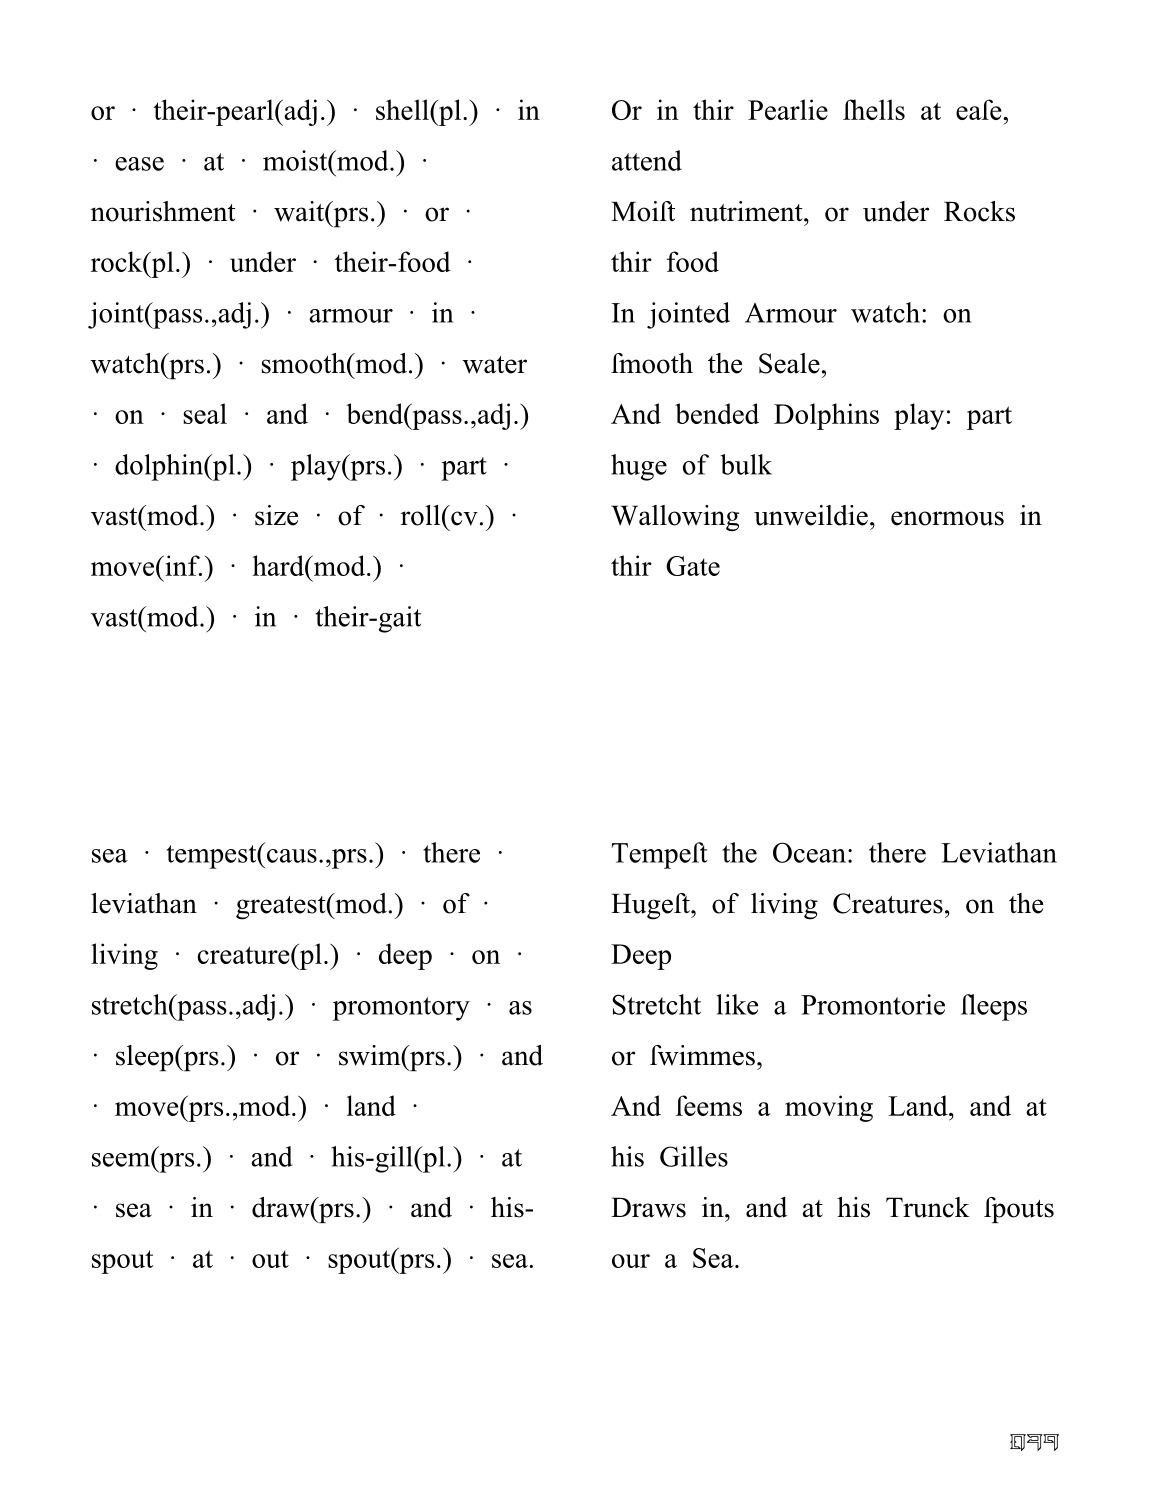 or · their-pearl(adj.) · shell(pl.) · in
· ease · at · moist(mod.) ·
nourishment · wait(prs.) · or ·
rock(pl.) · under · their-food ·
joint(pass.,adj.) · armour · in ·
watch(prs.) · smooth(mod.) · water
· on · seal · and · bend(pass.,adj.)
· dolphin(pl.) · play(prs.) · part ·
vast(mod.) · size · of · roll(cv.) ·
move(inf.) · hard(mod.) ·
vast(mod.) · in · their-gait
Or in thir Pearlie ſhells at eaſe,
attend
Moiſt nutriment, or under Rocks
thir food
In jointed Armour watch: on
ſmooth the Seale,
And bended Dolphins play: part
huge of bulk
Wallowing unweildie, enormous in
thir Gate
sea · tempest(caus.,prs.) · there ·
leviathan · greatest(mod.) · of ·
living · creature(pl.) · deep · on ·
stretch(pass.,adj.) · promontory · as
· sleep(prs.) · or · swim(prs.) · and
· move(prs.,mod.) · land ·
seem(prs.) · and · his-gill(pl.) · at
· sea · in · draw(prs.) · and · his-
spout · at · out · spout(prs.) · sea.
Tempeſt the Ocean: there Leviathan
Hugeſt, of living Creatures, on the
Deep
Stretcht like a Promontorie ſleeps
or ſwimmes,
And ſeems a moving Land, and at
his Gilles
Draws in, and at his Trunck ſpouts
our a Sea.